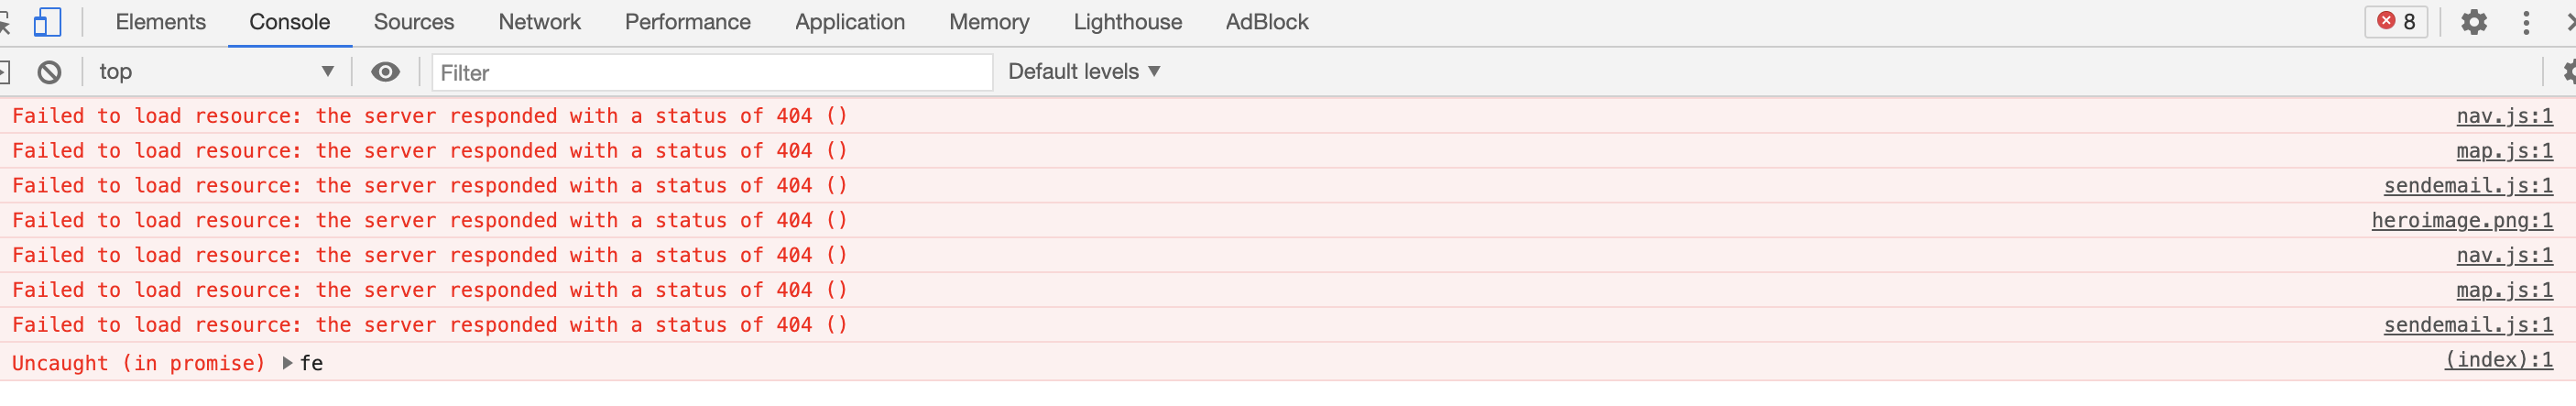 Elements Console Sources Network Performance Application Memory Lighthouse AdBlock 8
top Filter Default levels
Failed to load resource: the server responded with a status of 404 () nav.js:1
Failed to load resource: the server responded with a status of 404 () map.js:1
Failed to load resource: the server responded with a status of 404 () sendemail.js:1
Failed to load resource: the server responded with a status of 404 () heroimage.png:1
Failed to load resource: the server responded with a status of 404 () nav.js:1
Failed to load resource: the server responded with a status of 404 () map.js:1
Failed to load resource: the server responded with a status of 404 () sendemail.js:1
Uncaught (in promise) fe (index):1